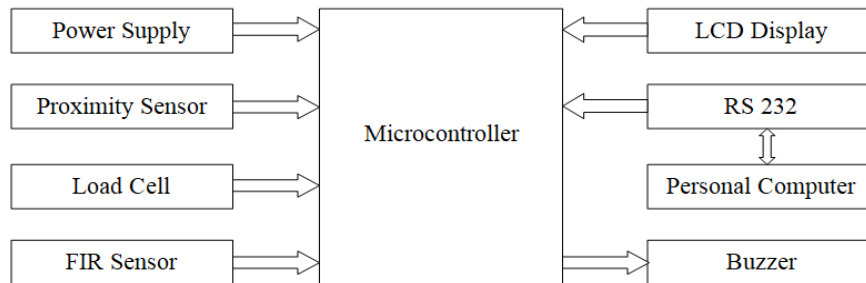 Power Supply
LCD Display
Proximity Sensor
RS 232
Microcontroller
Load Cell
Personal Computer
FIR Sensor
Buzzer